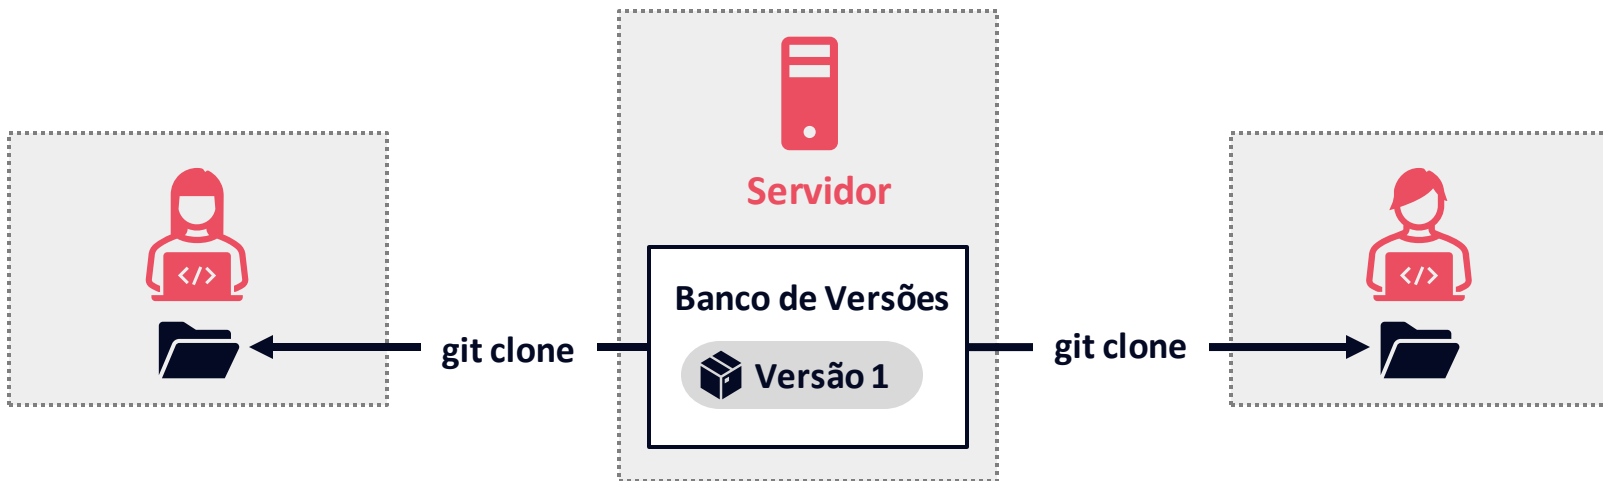 Servidor
Banco de Versões
git clone
git clone
Versão 1
</>
</>